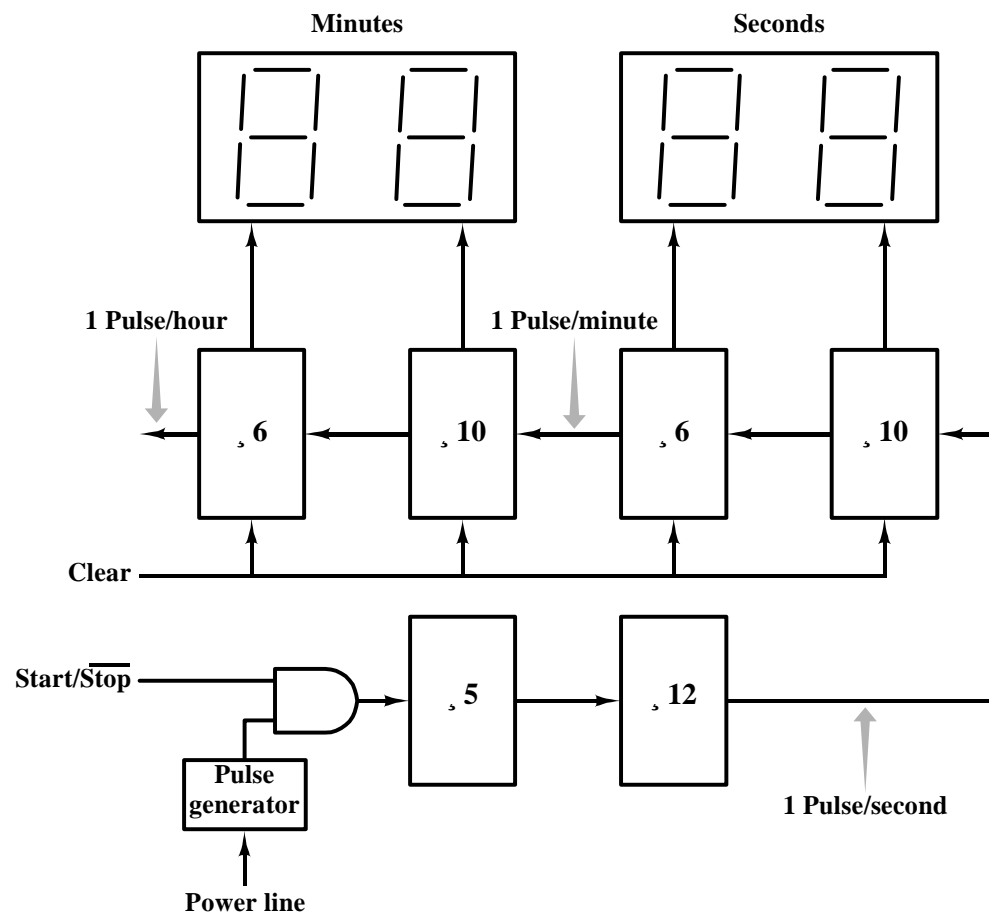 Minutes
Seconds
1 Pulse/hour
1 Pulse/minute
¸ 6
¸ 10
¸ 6
¸ 10
Clear
Start/S̅t̅o̅p̅
¸ 5
¸ 12
Pulse
generator
1 Pulse/second
Power line